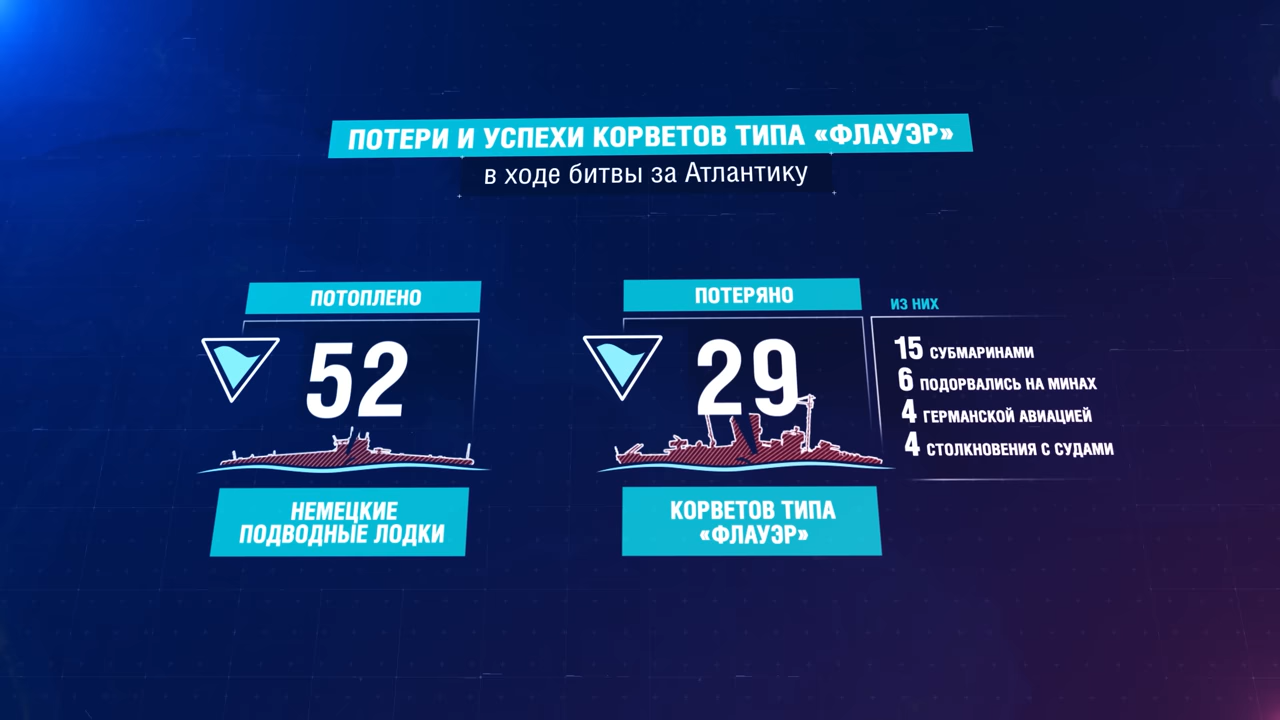 ПОТЕРИ И УСПЕХИ КОРВЕТОВ ТИПА «ФЛАУЭР»
в ходе битвы за Атлантику
ПОТОПЛЕНО
52
НЕМЕЦКИЕ
ПОДВОДНЫЕ ЛОДКИ
ПОТЕРЯНО
29
КОРВЕТОВ ТИПА
«ФЛАУЭР»
ИЗ НИХ
15 СУБМАРИНАМИ
6 ПОДОРВАЛИСЬ НА МИНАХ
4 ГЕРМАНСКОЙ АВИАЦИЕЙ
4 СТОЛКНОВЕНИЯ С СУДАМИ